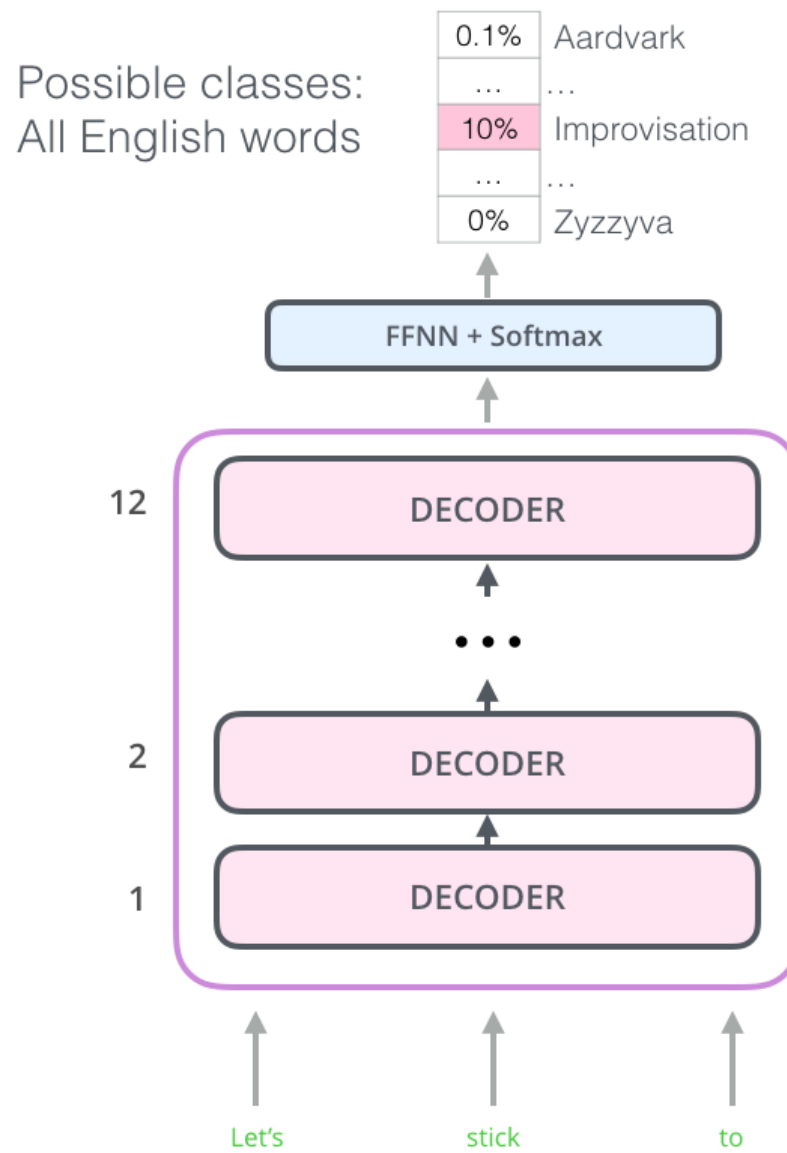 0.1% Aardvark
Possible classes:
All English words
... ...
10% Improvisation
... ...
0% Zyzzyva
FFNN + Softmax
12 DECODER
...
2 DECODER
1 DECODER
Let's stick to